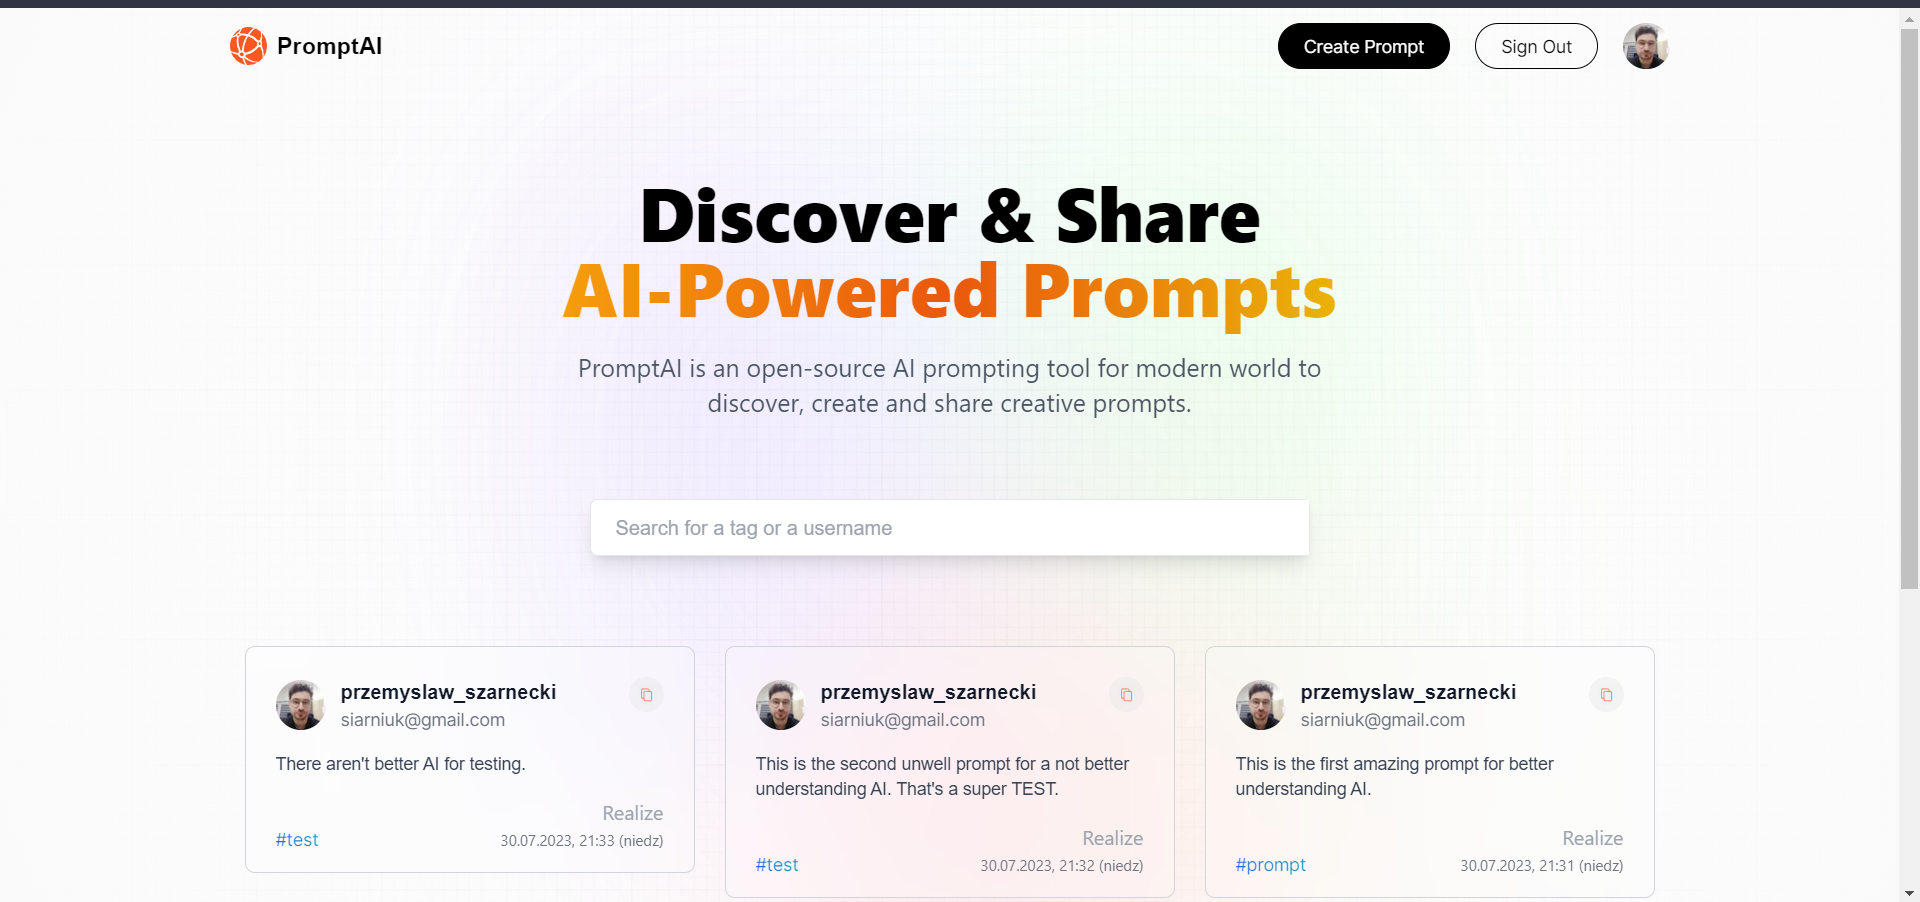 PromptAI
Create Prompt
Sign Out
Discover & Share
AI-Powered Prompts
PromptAI is an open-source AI prompting tool for modern world to
discover, create and share creative prompts.
Search for a tag or a username
przemyslaw_szarnecki
siarniuk@gmail.com
There aren't better AI for testing.
Realize
#test
30.07.2023, 21:33 (niedz)
przemyslaw_szarnecki
siarniuk@gmail.com
This is the second unwell prompt for a not better
understanding AI. That's a super TEST.
Realize
#test
30.07.2023, 21:32 (niedz)
przemyslaw_szarnecki
siarniuk@gmail.com
This is the first amazing prompt for better
understanding AI.
Realize
#prompt
30.07.2023, 21:31 (niedz)